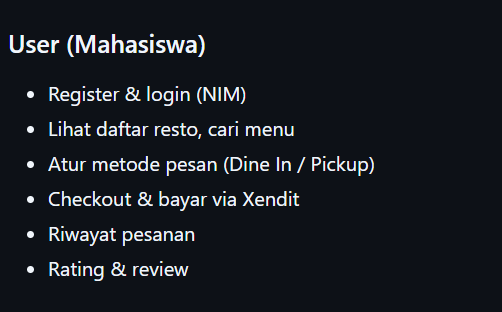 User (Mahasiswa)
Register & login (NIM)
Lihat daftar resto, cari menu
Atur metode pesan (Dine In / Pickup)
Checkout & bayar via Xendit
Riwayat pesanan
Rating & review